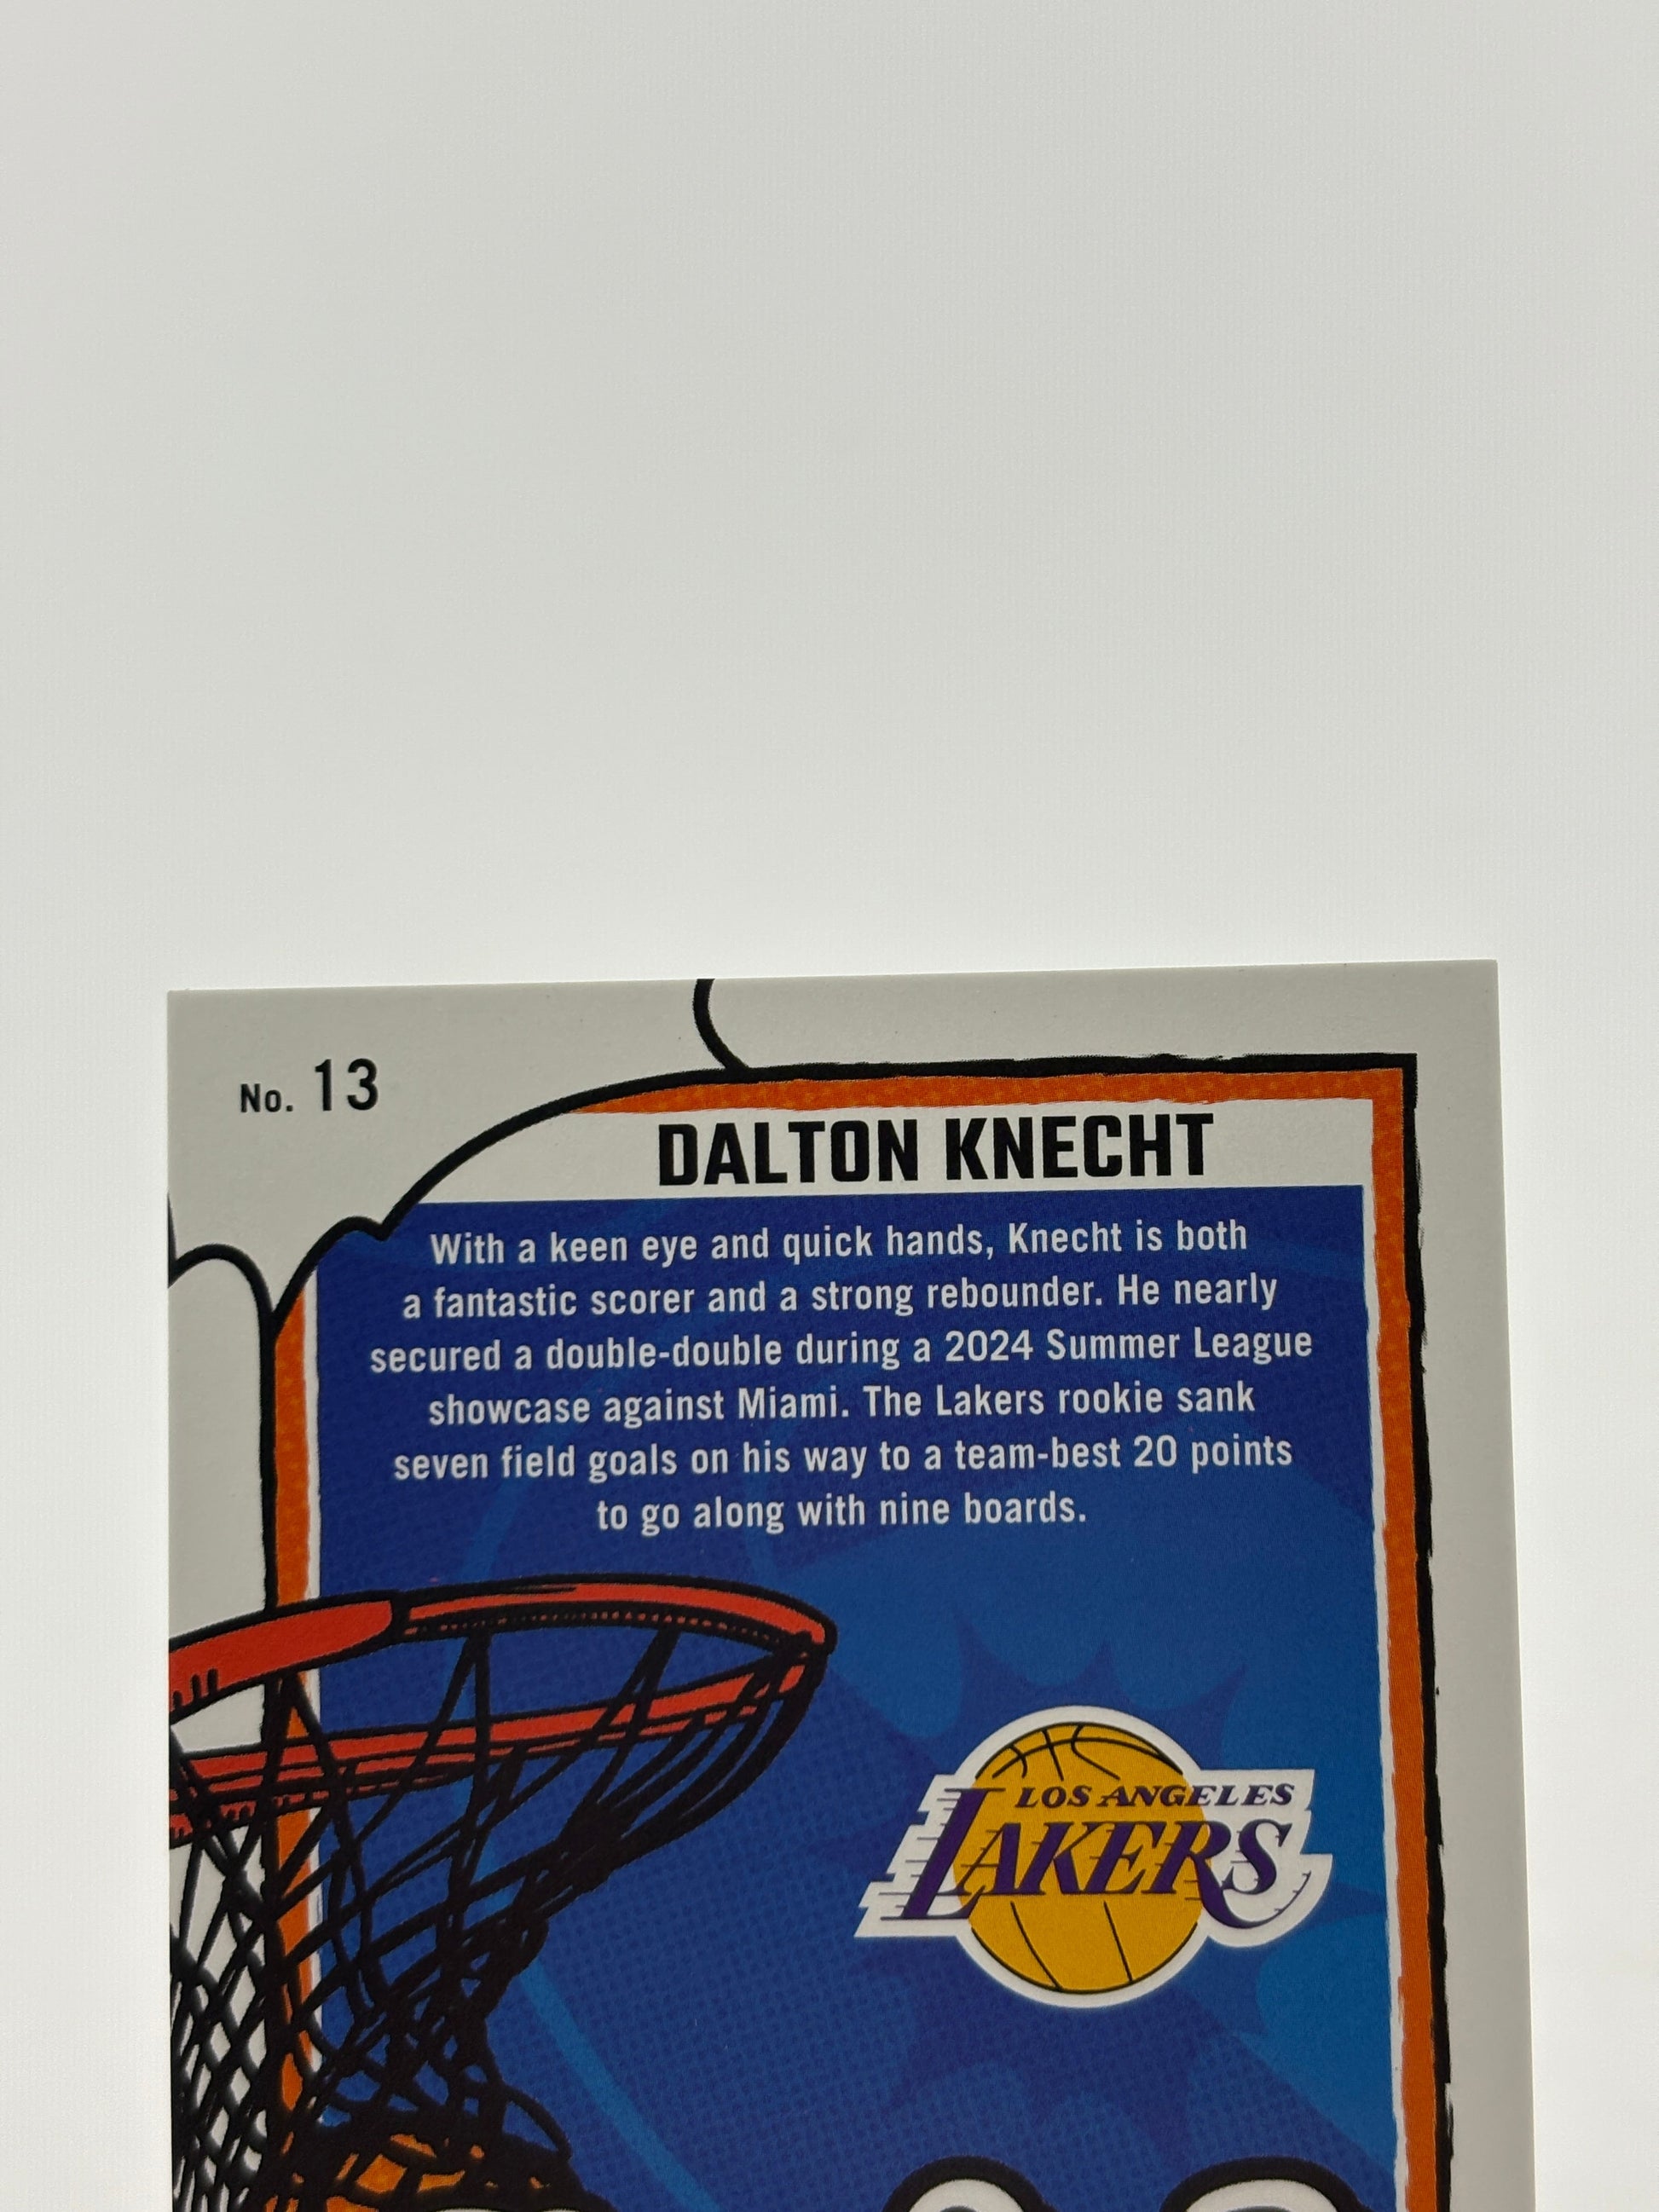 No. 13
DALTON KNECHT
With a keen eye and quick hands, Knecht is both
a fantastic scorer and a strong rebounder. He nearly
secured a double-double during a 2024 Summer League
showcase against Miami. The Lakers rookie sank
seven field goals on his way to a team-best 20 points
to go along with nine boards.
LOS ANGELES
LAKERS